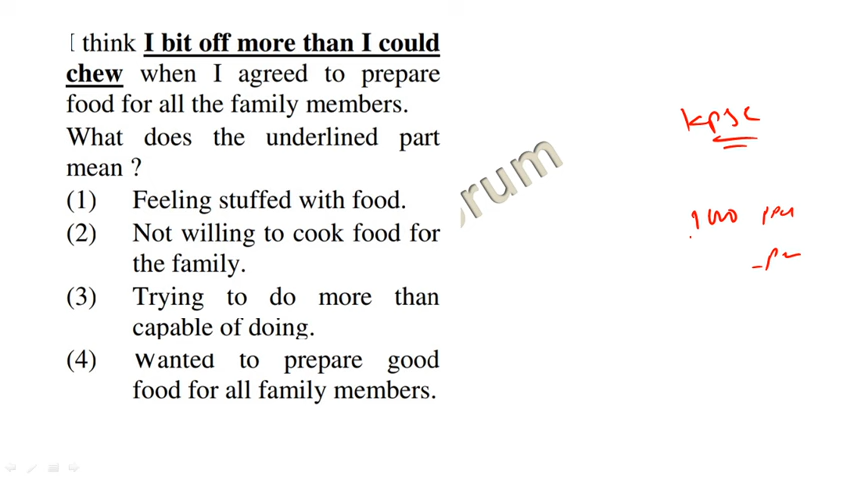 I think I bit off more than I could
chew when I agreed to prepare
food for all the family members.
What does the underlined part
mean ?
(1) Feeling stuffed with food.
(2) Not willing to cook food for
the family.
(3) Trying to do more than
capable of doing.
(4) Wanted to prepare good
food for all family members.
rum
kpsc